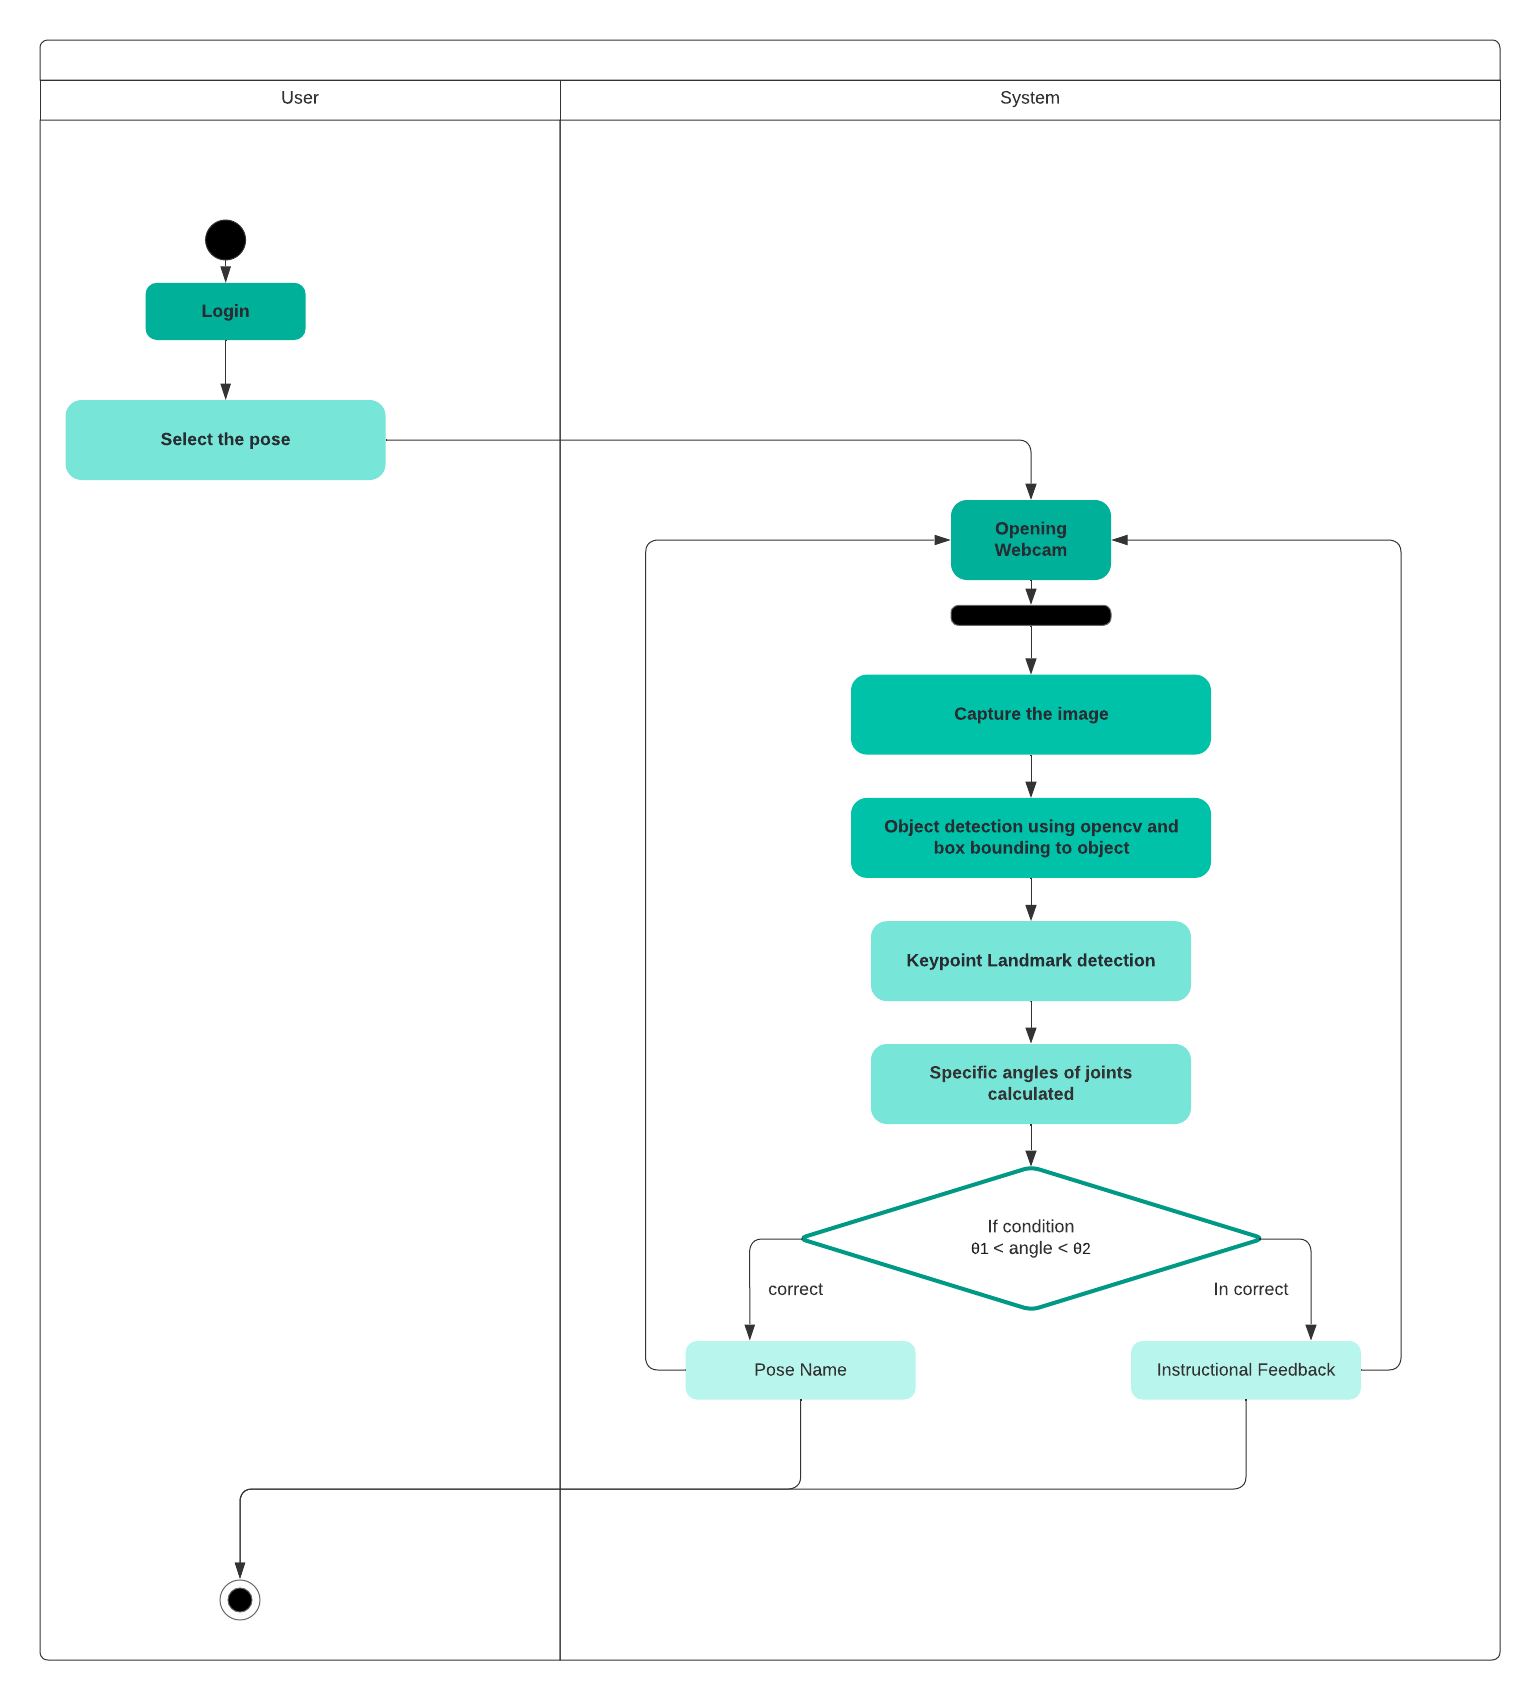 User
System
Login
Select the pose
Opening
Webcam
Capture the image
Object detection using opencv and
box bounding to object
Keypoint Landmark detection
Specific angles of joints
calculated
If condition
θ1 < angle < θ2
correct
In correct
Pose Name
Instructional Feedback